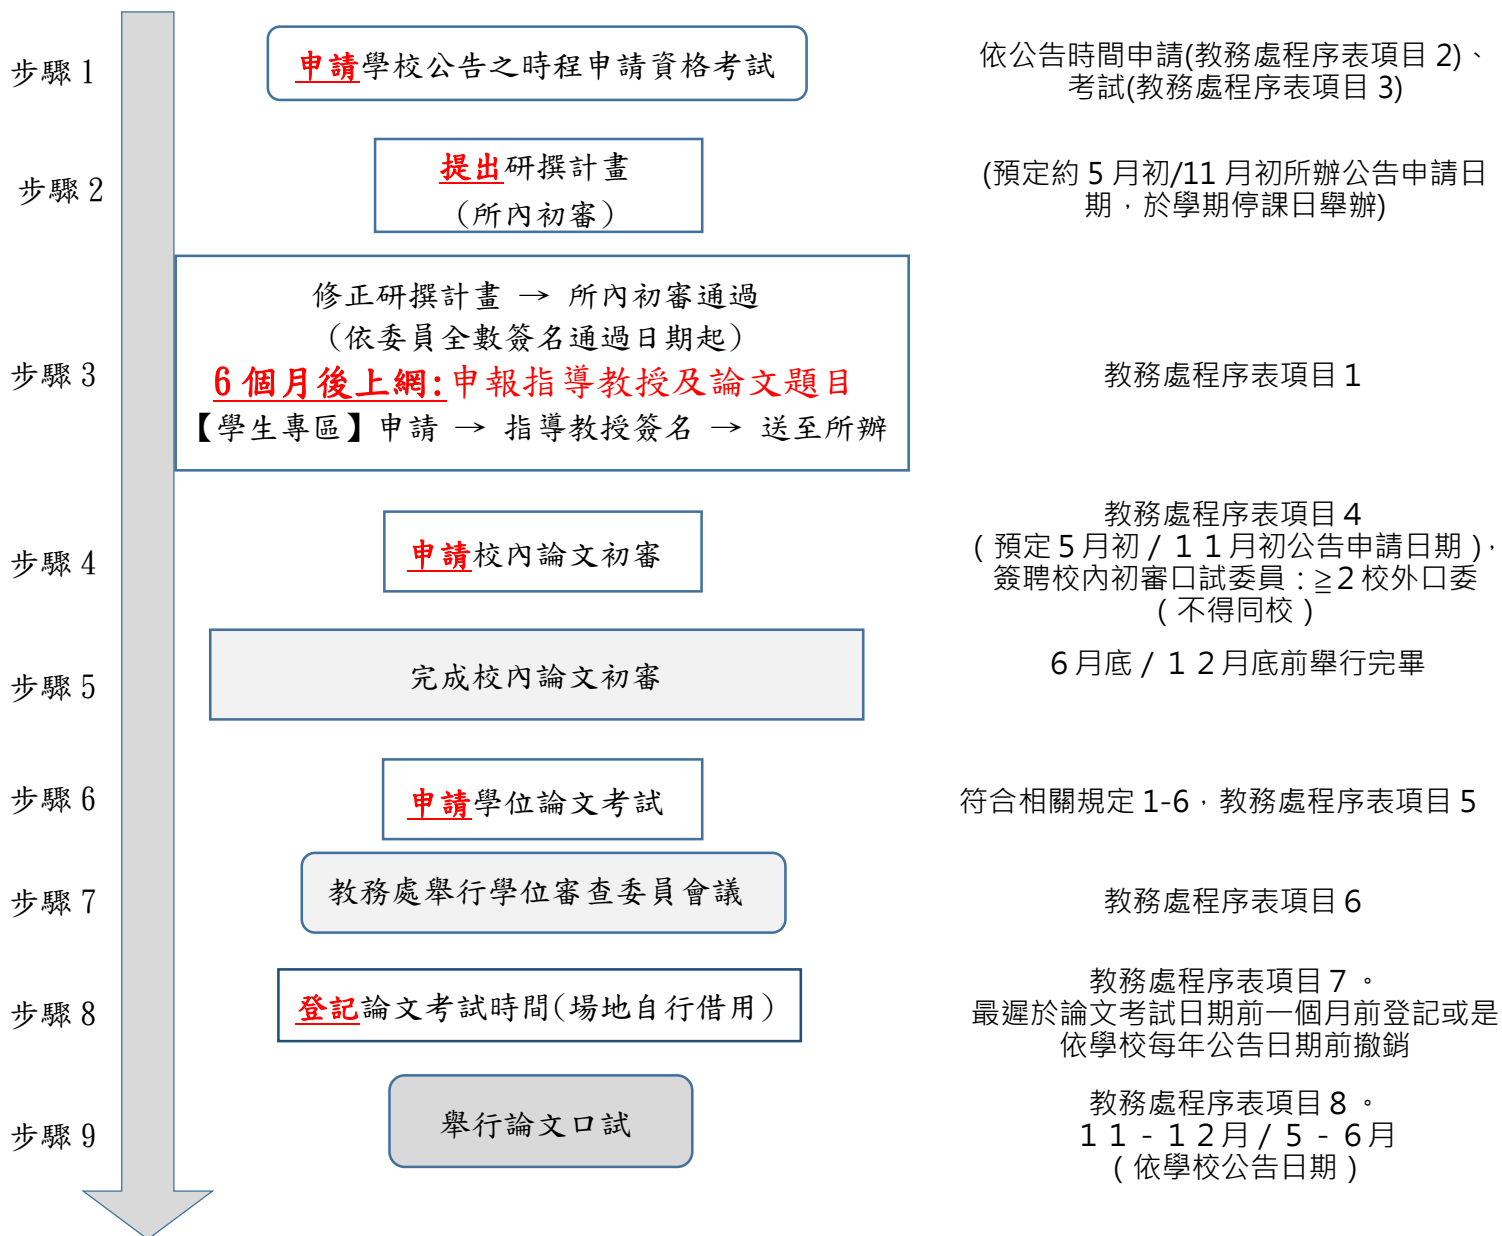 步驟 1
申請學校公告之時程申請資格考試
依公告時間申請(教務處程序表項目 2)、
考試(教務處程序表項目 3)
步驟 2
提出研撰計畫
(所內初審)
(預定約 5 月初/11 月初所辦公告申請日
期，於學期停課日舉辦)
步驟 3
修正研撰計畫 → 所內初審通過
(依委員全數簽名通過日期起)
6 個月後上網:申報指導教授及論文題目
【學生專區】申請 → 指導教授簽名 → 送至所辦
教務處程序表項目 1
步驟 4
申請校內論文初審
教務處程序表項目４
(預定５月初/１１月初公告申請日期)，
簽聘校內初審口試委員：≧２校外口委
(不得同校)
步驟 5
完成校內論文初審
６月底/１２月底前舉行完畢
步驟 6
申請學位論文考試
符合相關規定 1-6，教務處程序表項目 5
步驟 7
教務處舉行學位審查委員會議
教務處程序表項目 6
步驟 8
登記論文考試時間(場地自行借用)
教務處程序表項目７。
最遲於論文考試日期前一個月前登記或是
依學校每年公告日期前撤銷
步驟 9
舉行論文口試
教務處程序表項目８。
１１-１２月/５-６月
(依學校公告日期)